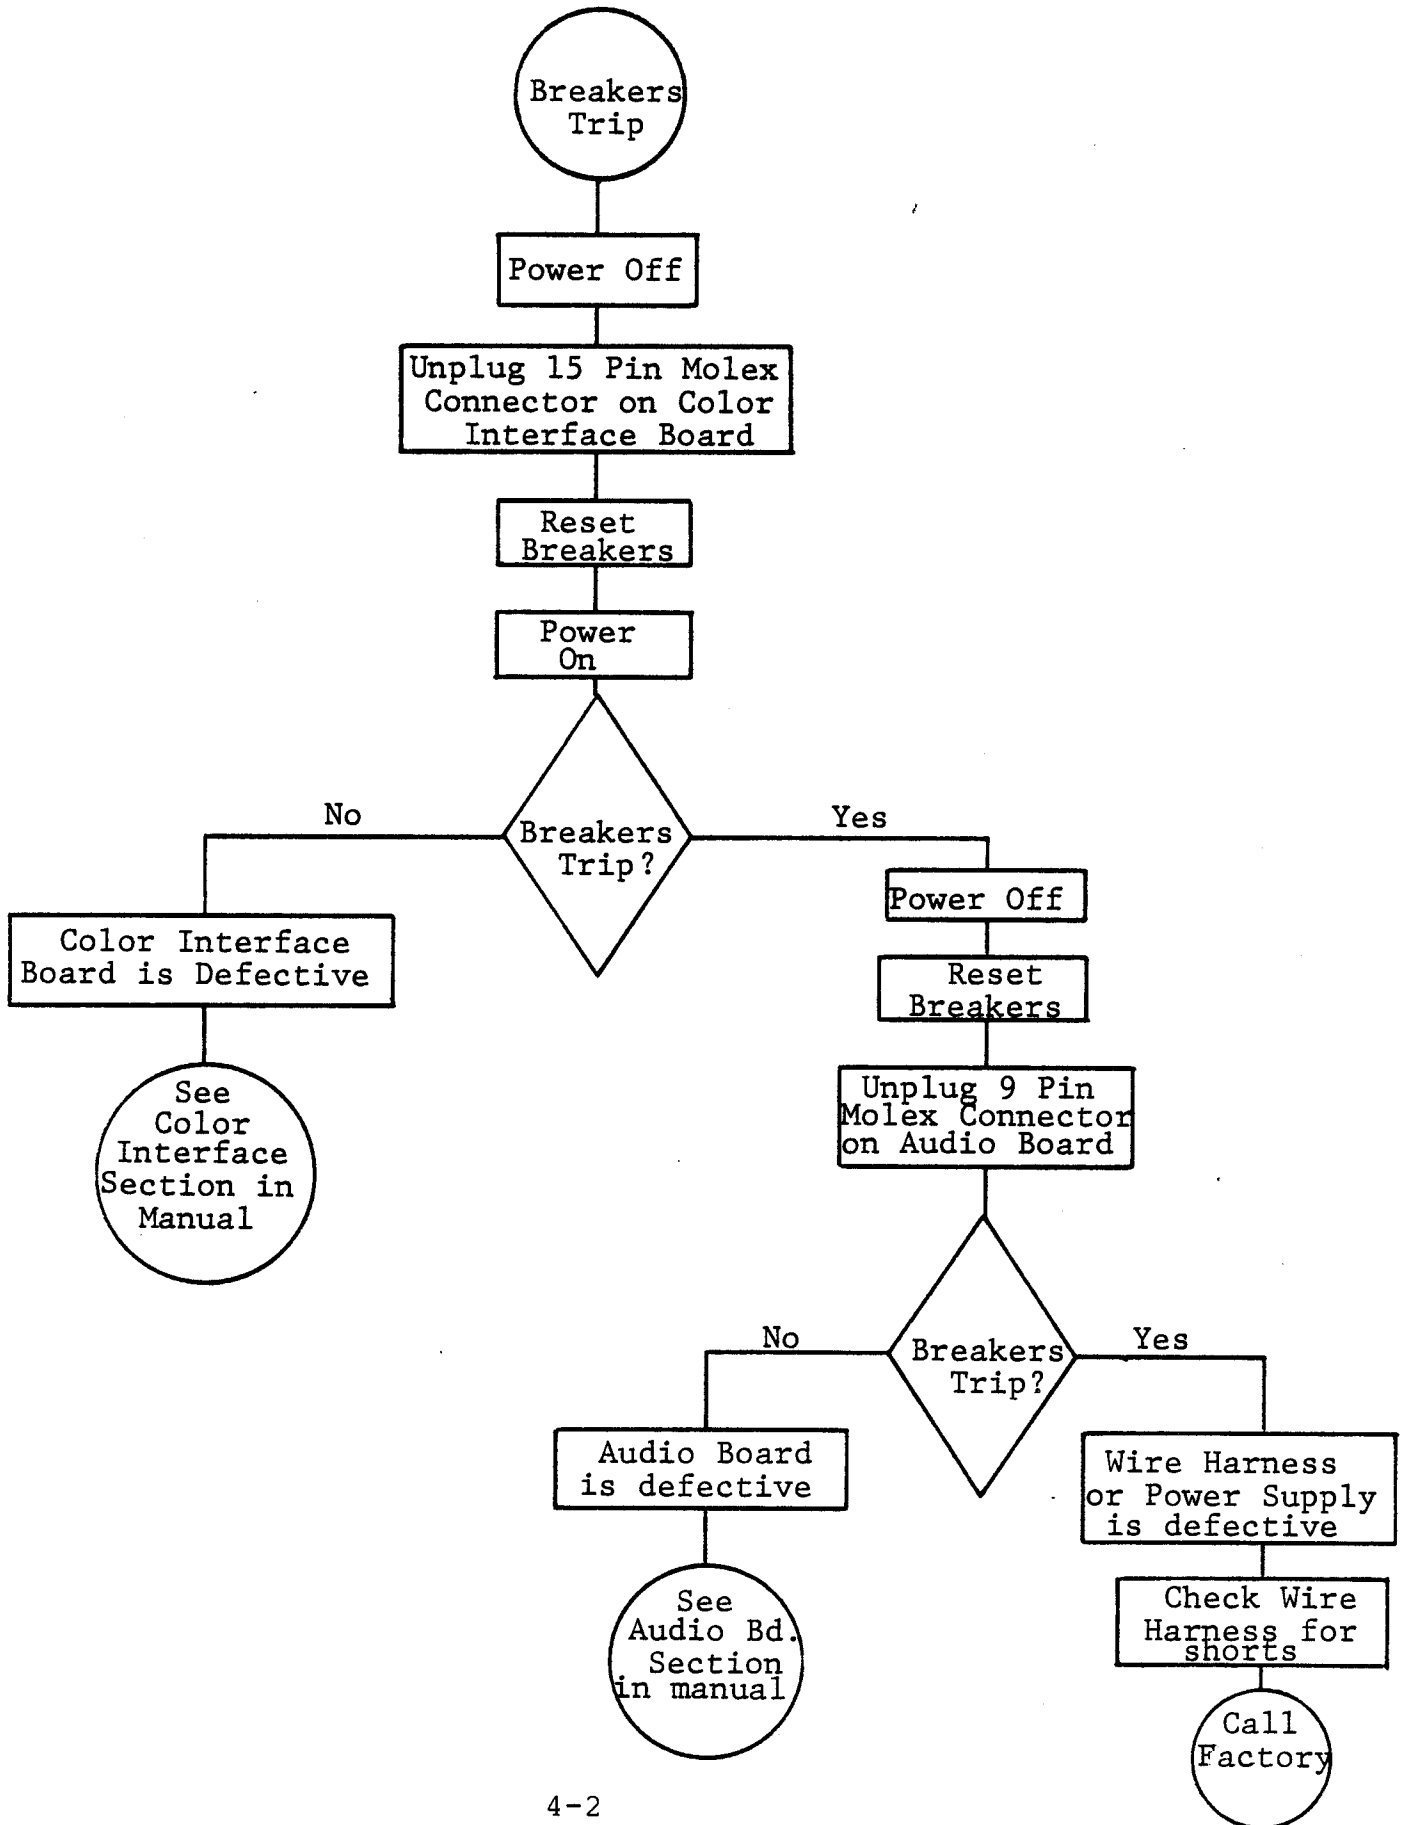 Breakers
Trip
Power Off
Unplug 15 Pin Molex
Connector on Color
Interface Board
Reset
Breakers
Power
On
Breakers
Trip?
No
Yes
Color Interface
Board is Defective
See
Color
Interface
Section in
Manual
Power Off
Reset
Breakers
Unplug 9 Pin
Molex Connector
on Audio Board
Breakers
Trip?
No
Yes
Audio Board
is defective
See
Audio Bd.
Section
in manual
Wire Harness
or Power Supply
is defective
Check Wire
Harness for
shorts
Call
Factory
4-2